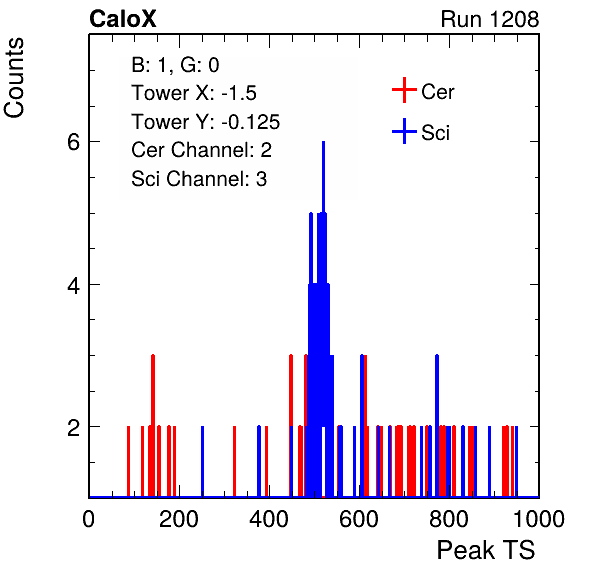 CaloX Run 1208
Counts
B: 1, G: 0
Tower X: -1.5
Tower Y: -0.125
Cer Channel: 2
Sci Channel: 3
Cer
Sci
6
4
2
0 200 400 600 800 1000
Peak TS